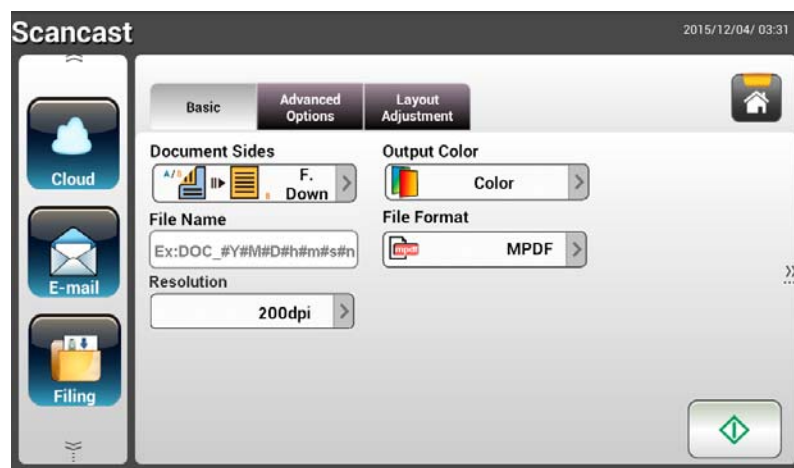 Scancast
2015/12/04/ 03:31
Basic
Advanced
Options
Layout
Adjustment
Cloud
E-mail
Filing
Document Sides
Output Color
A/B
F.
Down
Color
File Name
File Format
Ex:DOC_#Y#M#D#h#m#s#n
mpdf
MPDF
Resolution
200dpi